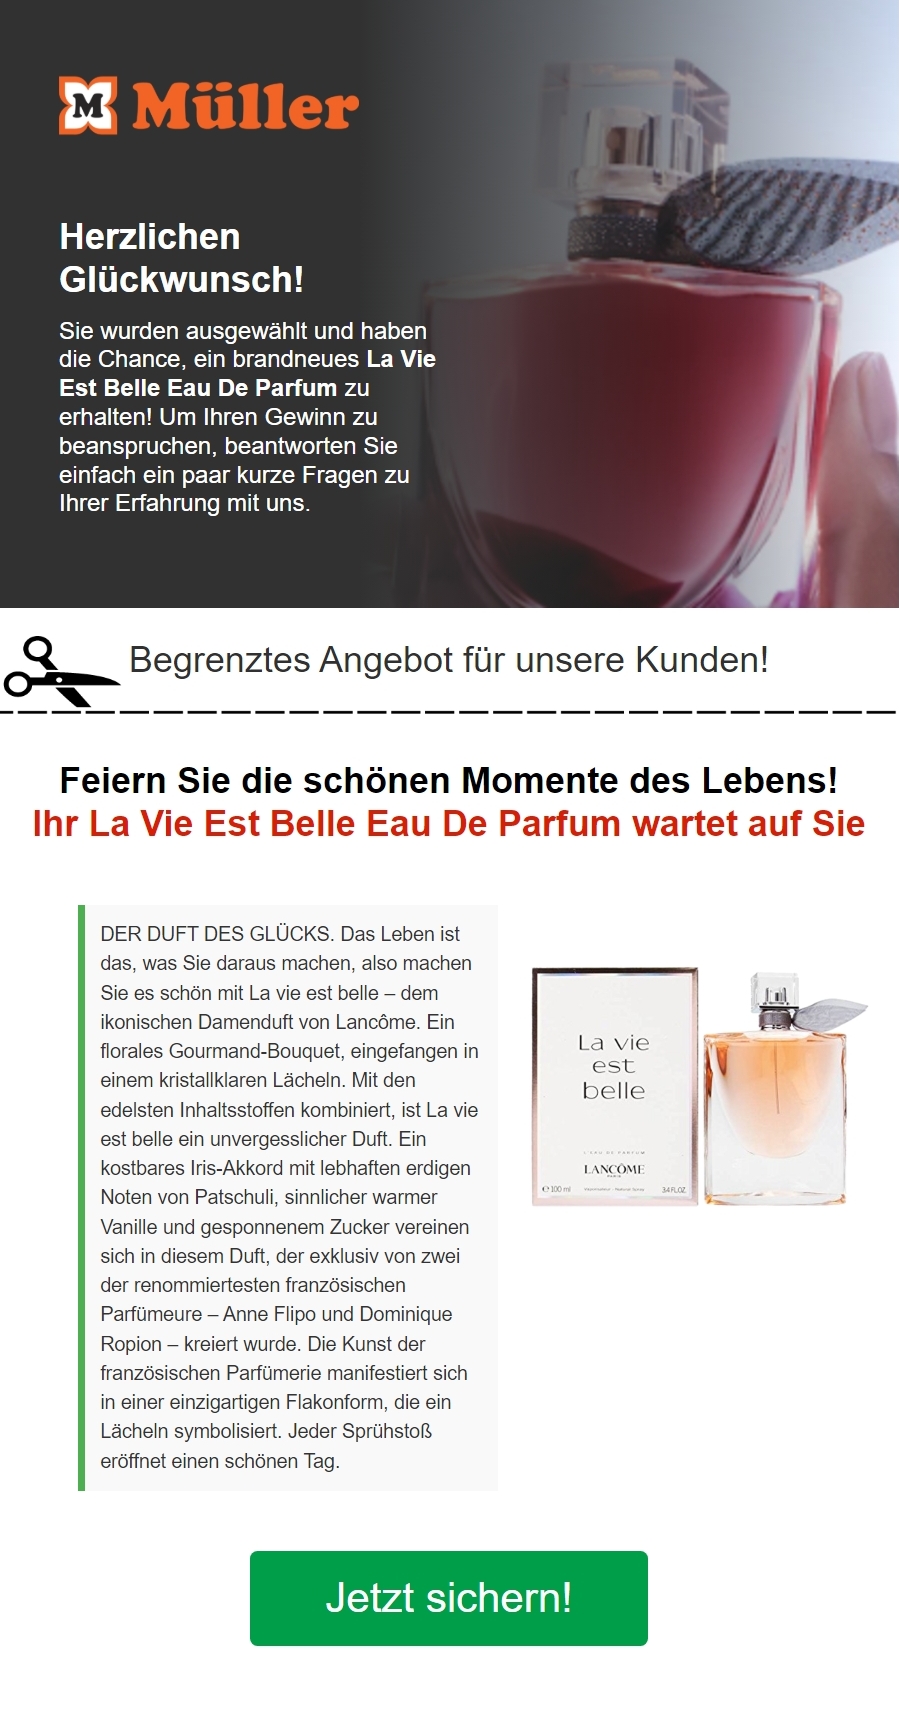 M Müller
Herzlichen
Glückwunsch!
Sie wurden ausgewählt und haben
die Chance, ein brandneues La Vie
Est Belle Eau De Parfum zu
erhalten! Um Ihren Gewinn zu
beanspruchen, beantworten Sie
einfach ein paar kurze Fragen zu
Ihrer Erfahrung mit uns.
Begrenztes Angebot für unsere Kunden!
Feiern Sie die schönen Momente des Lebens!
Ihr La Vie Est Belle Eau De Parfum wartet auf Sie
DER DUFT DES GLÜCKS. Das Leben ist
das, was Sie daraus machen, also machen
Sie es schön mit La vie est belle – dem
ikonischen Damenduft von Lancôme. Ein
florales Gourmand-Bouquet, eingefangen in
einem kristallklaren Lächeln. Mit den
edelsten Inhaltsstoffen kombiniert, ist La vie
est belle ein unvergesslicher Duft. Ein
kostbares Iris-Akkord mit lebhaften erdigen
Noten von Patschuli, sinnlicher warmer
Vanille und gesponnenem Zucker vereinen
sich in diesem Duft, der exklusiv von zwei
der renommiertesten französischen
Parfümeure – Anne Flipo und Dominique
Ropion – kreiert wurde. Die Kunst der
französischen Parfümerie manifestiert sich
in einer einzigartigen Flakonform, die ein
Lächeln symbolisiert. Jeder Sprühstoß
eröffnet einen schönen Tag.
La vie
est
belle
L'EAU DE PARFUM
LANCÔME
PARIS
℮ 100 ml Vaporisateur - Natural Spray 3.4 FL.OZ.
Jetzt sichern!